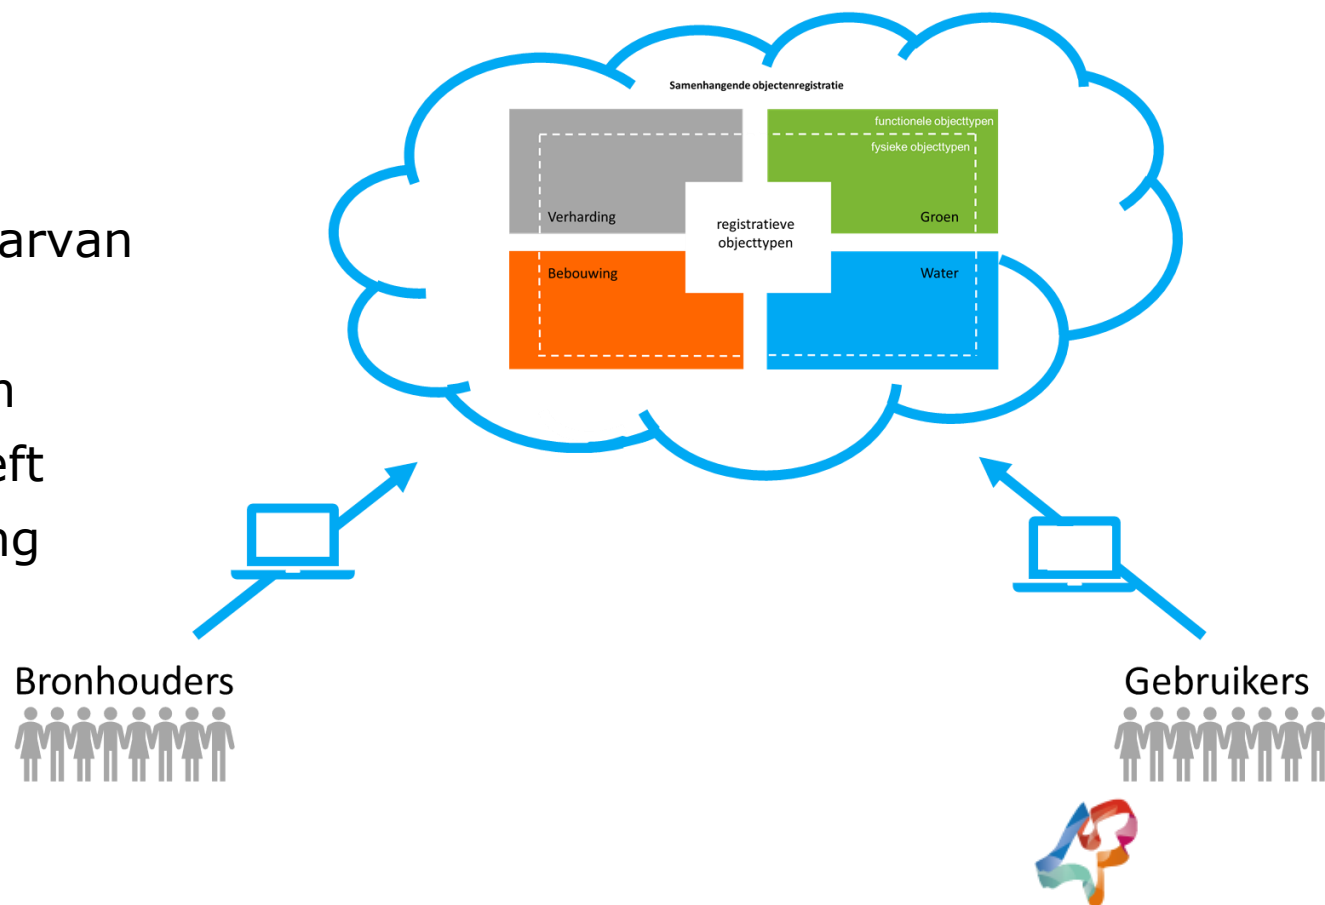 Samenhangende objectenregistratie
functionele objecttypen
fysieke objecttypen
Verharding
Groen
registratieve
objecttypen
Bebouwing
Water
arvan
n
eft
ng
Bronhouders
Gebruikers